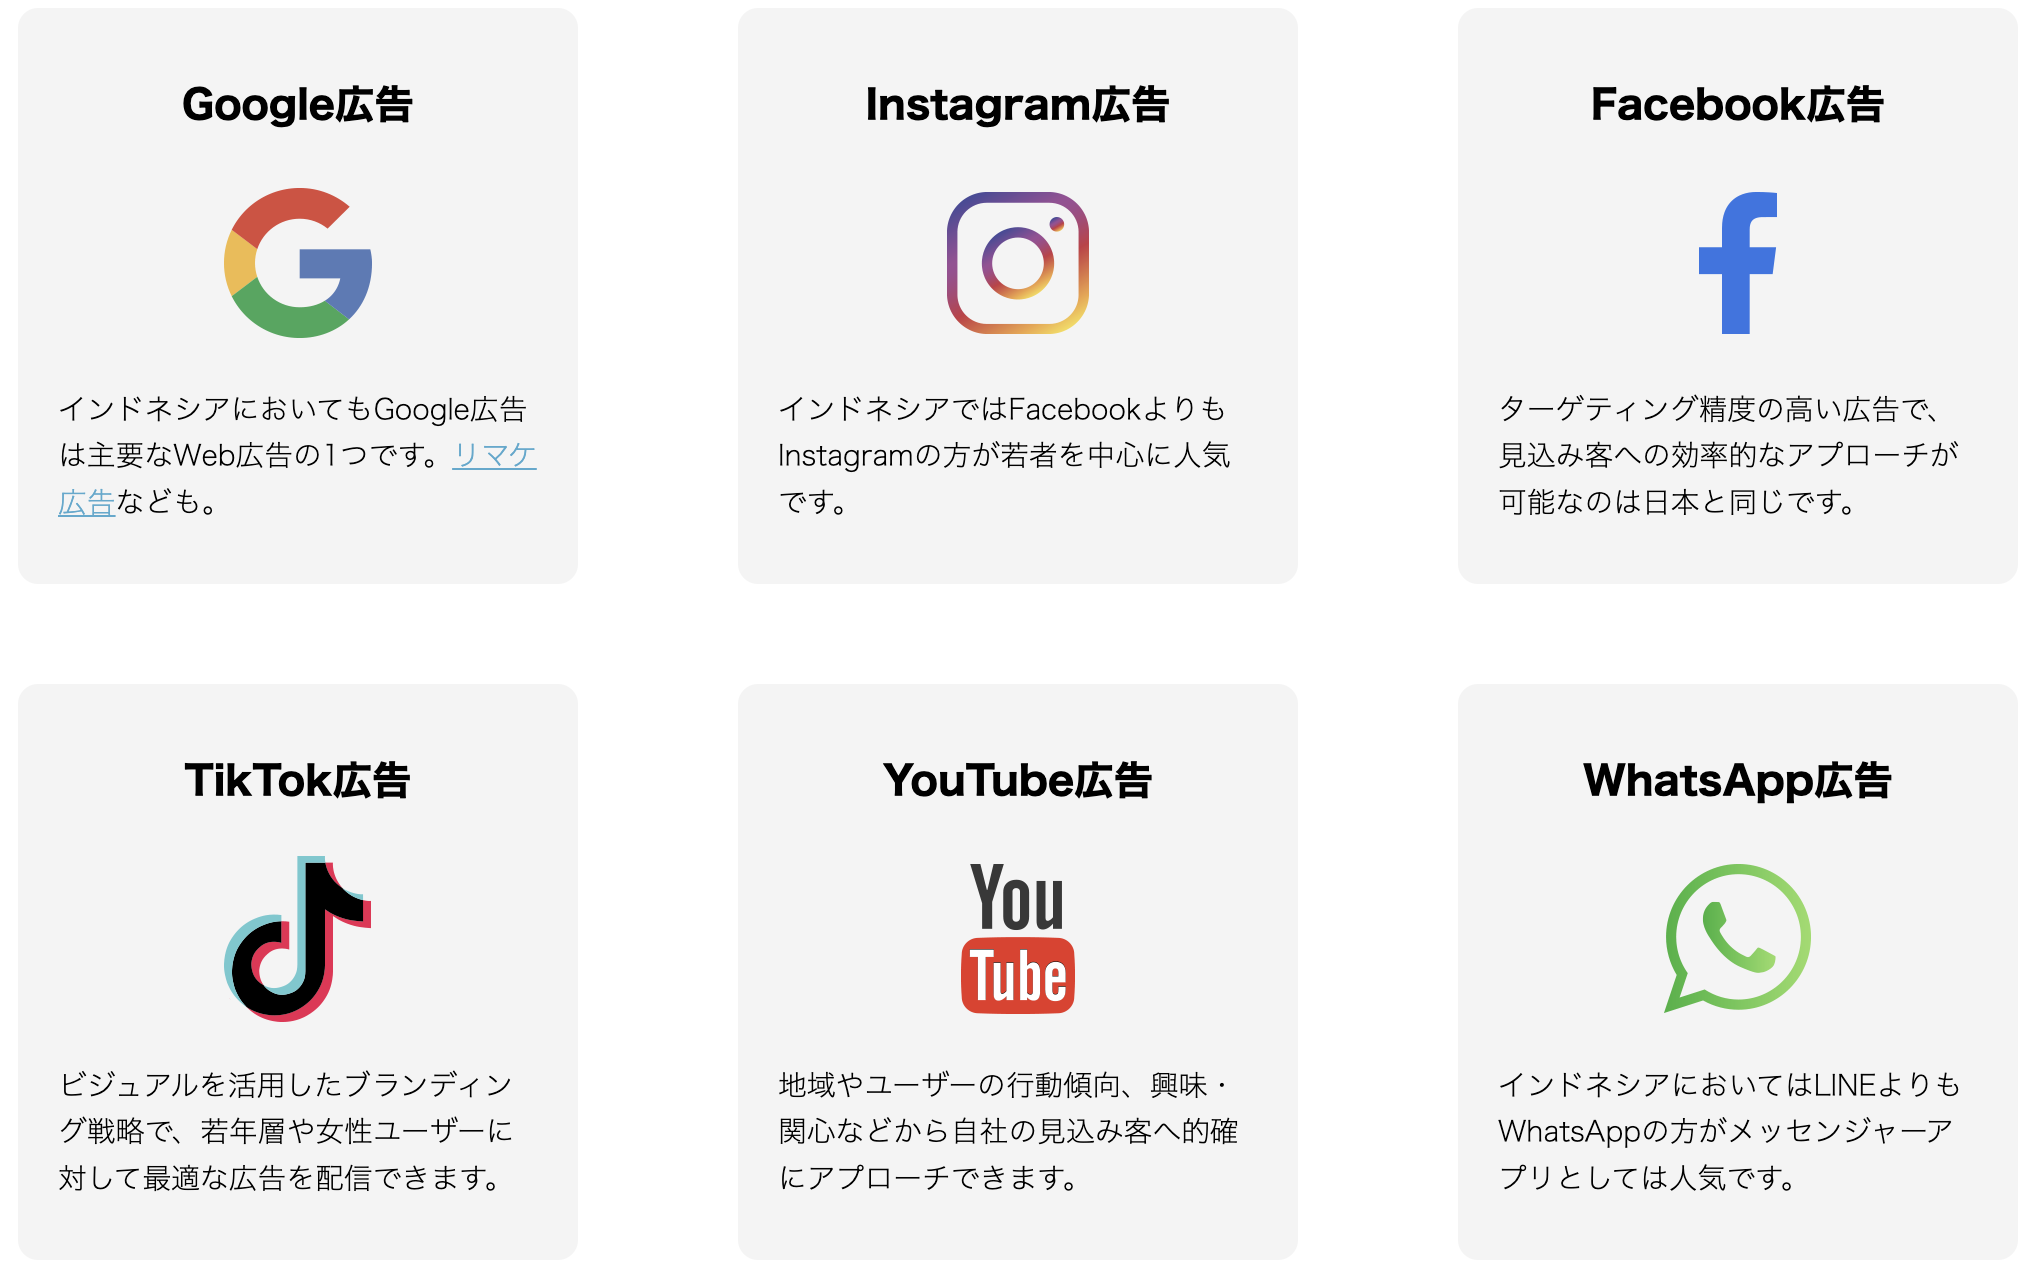 Google広告
インドネシアにおいてもGoogle広告
は主要なWeb広告の1つです。リマケ
広告なども。
Instagram広告
インドネシアではFacebookよりも
Instagramの方が若者を中心に人気
です。
Facebook広告
ターゲティング精度の高い広告で、
見込み客への効率的なアプローチが
可能なのは日本と同じです。
TikTok広告
ビジュアルを活用したブランディン
グ戦略で、若年層や女性ユーザーに
対して最適な広告を配信できます。
YouTube広告
You
Tube
地域やユーザーの行動傾向、興味・
関心などから自社の見込み客へ的確
にアプローチできます。
WhatsApp広告
インドネシアにおいてはLINEよりも
WhatsAppの方がメッセンジャーア
プリとしては人気です。